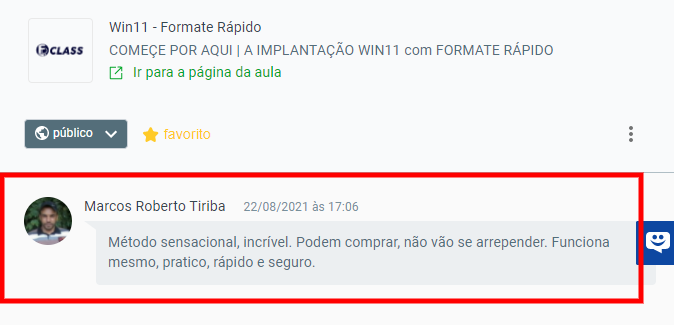 CLASS
Win11 - Formate Rápido
COMEÇE POR AQUI | A IMPLANTAÇÃO WIN11 com FORMATE RÁPIDO
Ir para a página da aula
público
favorito
Marcos Roberto Tiriba 22/08/2021 às 17:06
Método sensacional, incrível. Podem comprar, não vão se arrepender. Funciona
mesmo, pratico, rápido e seguro.